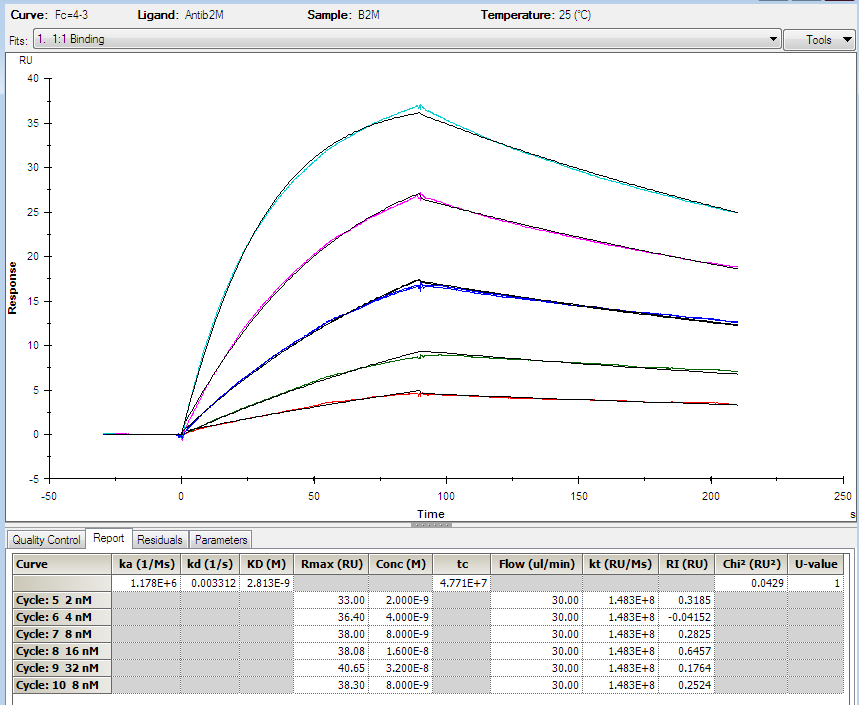 Curve: Fc=4-3 Ligand: Antib2M Sample: B2M Temperature: 25 (°C)
Fits: 1. 1:1 Binding Tools
RU
40
35
30
25
20
15
10
5
0
-5
Response
-50 0 50 100 150 200 250
Time s
Quality Control Report Residuals Parameters
Curve ka (1/Ms) kd (1/s) KD (M) Rmax (RU) Conc (M) tc Flow (ul/min) kt (RU/Ms) RI (RU) Chi² (RU²) U-value
1.178E+6 0.003312 2.813E-9 4.771E+7 0.0429 1
Cycle: 5 2 nM 33.00 2.000E-9 30.00 1.483E+8 0.3185
Cycle: 6 4 nM 36.40 4.000E-9 30.00 1.483E+8 -0.04152
Cycle: 7 8 nM 38.00 8.000E-9 30.00 1.483E+8 0.2825
Cycle: 8 16 nM 38.08 1.600E-8 30.00 1.483E+8 0.6457
Cycle: 9 32 nM 40.65 3.200E-8 30.00 1.483E+8 0.1764
Cycle: 10 8 nM 38.30 8.000E-9 30.00 1.483E+8 0.2524